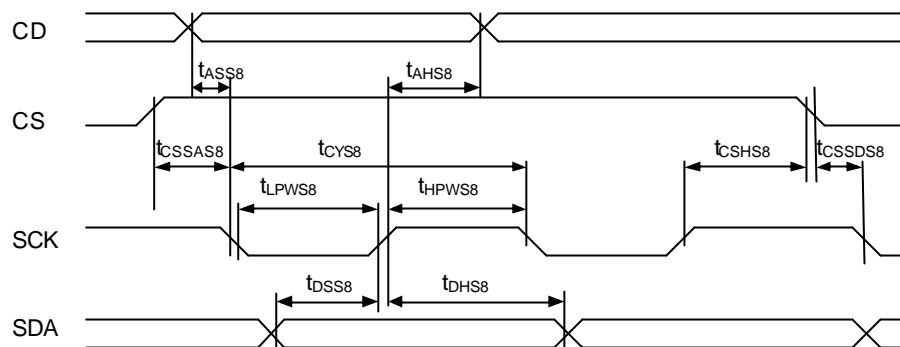 CD
tASS8 tAHS8
CS
tCSSAS8 tCYS8 tCSHS8 tCSSDS8
tLPWS8 tHPWS8
SCK
tDSS8 tDHS8
SDA